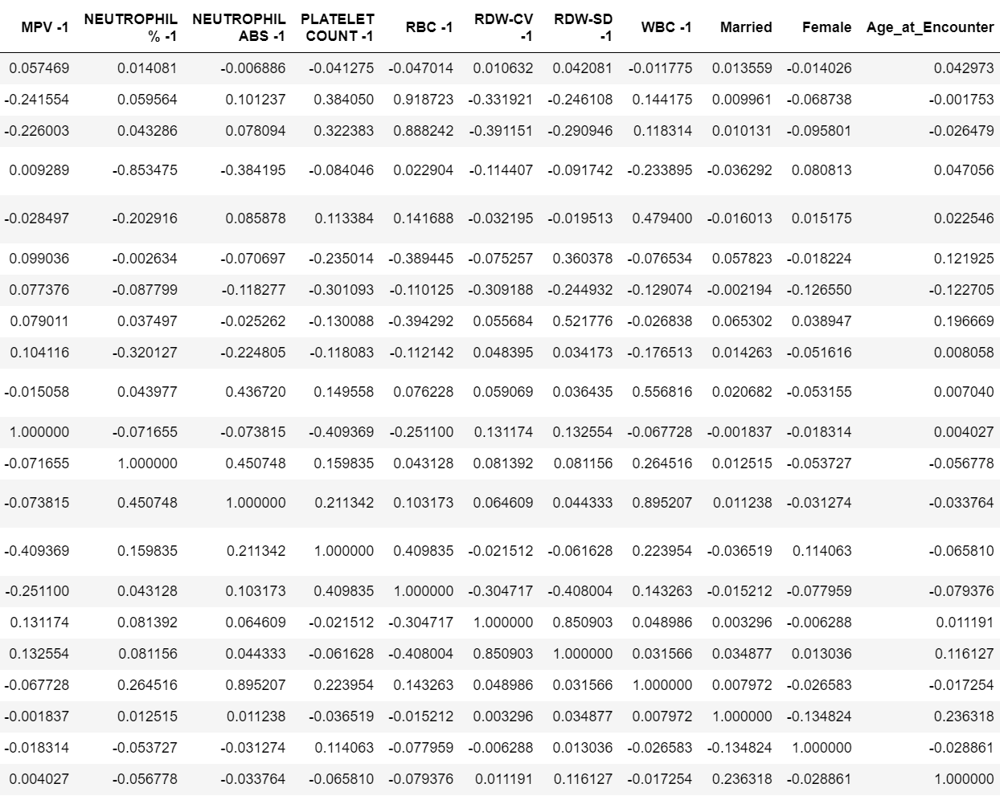 MPV -1 NEUTROPHIL % -1 NEUTROPHIL ABS -1 PLATELET COUNT -1 RBC -1 RDW-CV -1 RDW-SD -1 WBC -1 Married Female Age_at_Encounter
0.057469 0.014081 -0.006886 -0.041275 -0.047014 0.010632 0.042081 -0.011775 0.013559 -0.014026 0.042973
-0.241554 0.059564 0.101237 0.384050 0.918723 -0.331921 -0.246108 0.144175 0.009961 -0.068738 -0.001753
-0.226003 0.043286 0.078094 0.322383 0.888242 -0.391151 -0.290946 0.118314 0.010131 -0.095801 -0.026479
0.009289 -0.853475 -0.384195 -0.084046 0.022904 -0.114407 -0.091742 -0.233895 -0.036292 0.080813 0.047056
-0.028497 -0.202916 0.085878 0.113384 0.141688 -0.032195 -0.019513 0.479400 -0.016013 0.015175 0.022546
0.099036 -0.002634 -0.070697 -0.235014 -0.389445 -0.075257 0.360378 -0.076534 0.057823 -0.018224 0.121925
0.077376 -0.087799 -0.118277 -0.301093 -0.110125 -0.309188 -0.244932 -0.129074 -0.002194 -0.126550 -0.122705
0.079011 0.037497 -0.025262 -0.130088 -0.394292 0.055684 0.521776 -0.026838 0.065302 0.038947 0.196669
0.104116 -0.320127 -0.224805 -0.118083 -0.112142 0.048395 0.034173 -0.176513 0.014263 -0.051616 0.008058
-0.015058 0.043977 0.436720 0.149558 0.076228 0.059069 0.036435 0.556816 0.020682 -0.053155 0.007040
1.000000 -0.071655 -0.073815 -0.409369 -0.251100 0.131174 0.132554 -0.067728 -0.001837 -0.018314 0.004027
-0.071655 1.000000 0.450748 0.159835 0.043128 0.081392 0.081156 0.264516 0.012515 -0.053727 -0.056778
-0.073815 0.450748 1.000000 0.211342 0.103173 0.064609 0.044333 0.895207 0.011238 -0.031274 -0.033764
-0.409369 0.159835 0.211342 1.000000 0.409835 -0.021512 -0.061628 0.223954 -0.036519 0.114063 -0.065810
-0.251100 0.043128 0.103173 0.409835 1.000000 -0.304717 -0.408004 0.143263 -0.015212 -0.077959 -0.079376
0.131174 0.081392 0.064609 -0.021512 -0.304717 1.000000 0.850903 0.048986 0.003296 -0.006288 0.011191
0.132554 0.081156 0.044333 -0.061628 -0.408004 0.850903 1.000000 0.031566 0.034877 0.013036 0.116127
-0.067728 0.264516 0.895207 0.223954 0.143263 0.048986 0.031566 1.000000 0.007972 -0.026583 -0.017254
-0.001837 0.012515 0.011238 -0.036519 -0.015212 0.003296 0.034877 0.007972 1.000000 -0.134824 0.236318
-0.018314 -0.053727 -0.031274 0.114063 -0.077959 -0.006288 0.013036 -0.026583 -0.134824 1.000000 -0.028861
0.004027 -0.056778 -0.033764 -0.065810 -0.079376 0.011191 0.116127 -0.017254 0.236318 -0.028861 1.000000